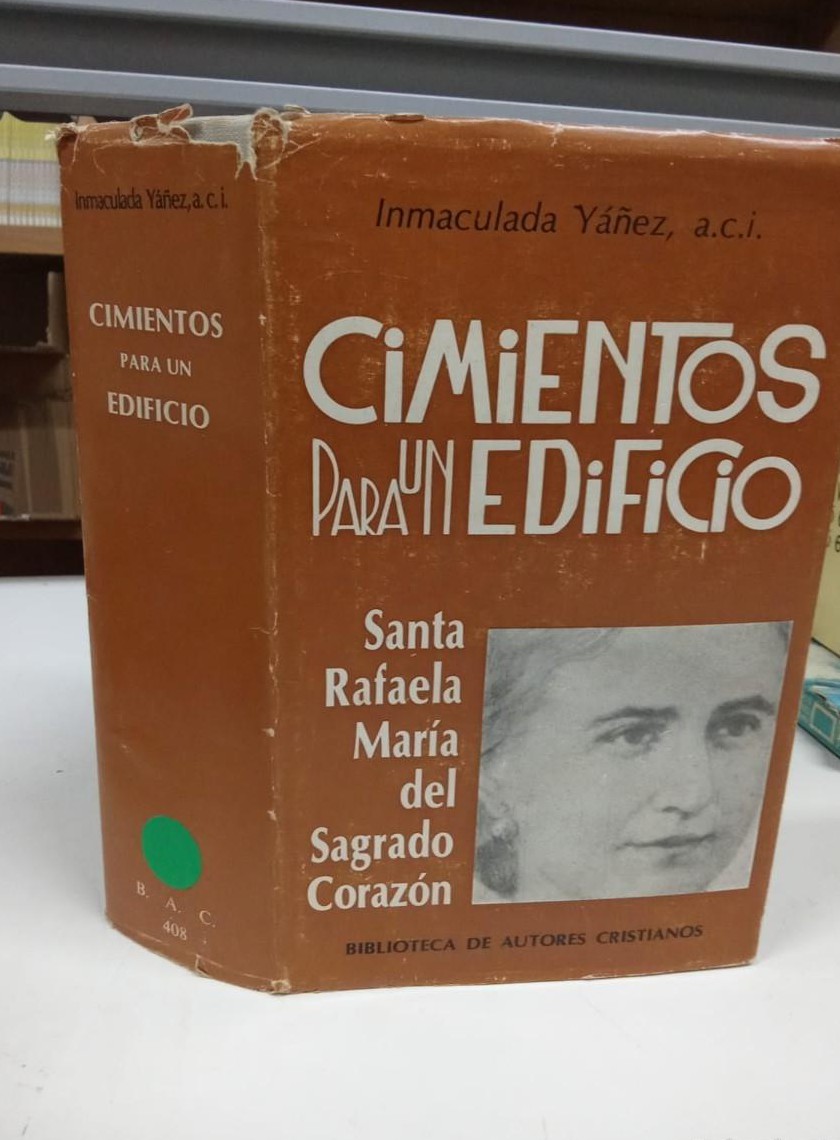 Inmaculada Yáñez, a.c.i.
CIMIENTOS
PARA UN
EDIFICIO
B. A. C.
408
Inmaculada Yáñez, a.c.i.
CiMiENTOS
PARA UN EDiFiCiO
Santa
Rafaela
María
del
Sagrado
Corazón
BIBLIOTECA DE AUTORES CRISTIANOS
6